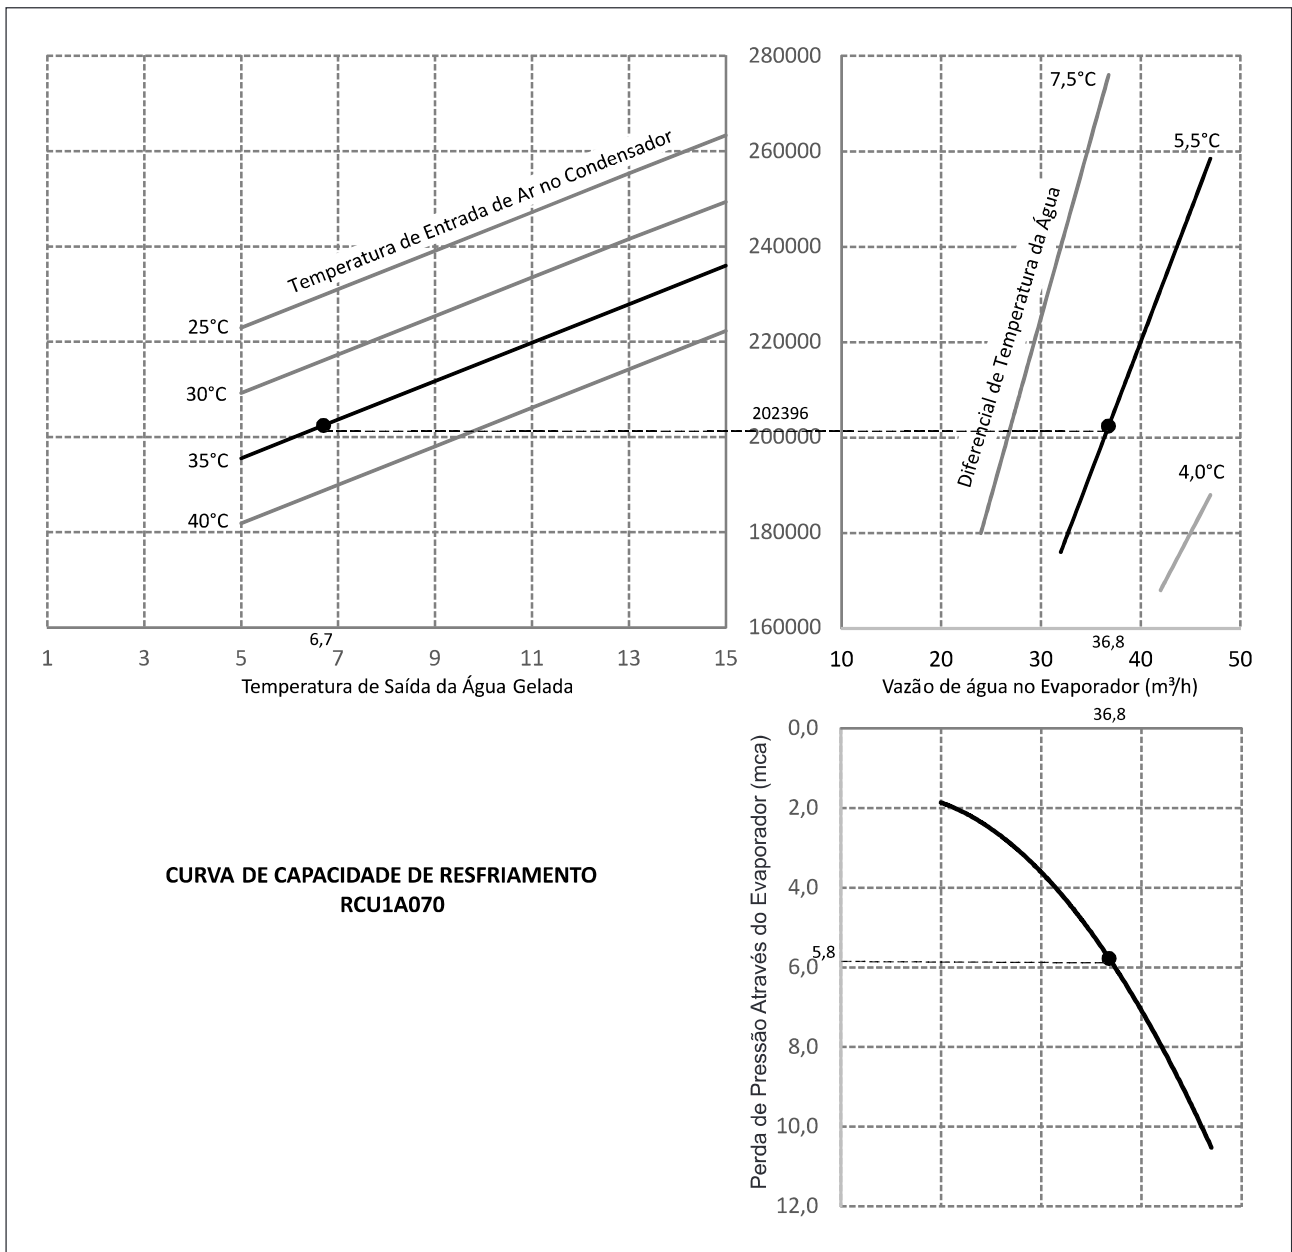 280000
7,5°C
5,5°C
260000
Temperatura de Entrada de Ar no Condensador
240000
Diferencial de Temperatura da Água
25°C
220000
30°C
202396
200000
35°C
4,0°C
40°C
180000
160000
6,7
36,8
1 3 5 7 9 11 13 15
10 20 30 40 50
Temperatura de Saída da Água Gelada
Vazão de água no Evaporador (m³/h)
36,8
0,0
Perda de Pressão Através do Evaporador (mca)
2,0
4,0
5,8
6,0
8,0
10,0
12,0
CURVA DE CAPACIDADE DE RESFRIAMENTO
RCU1A070